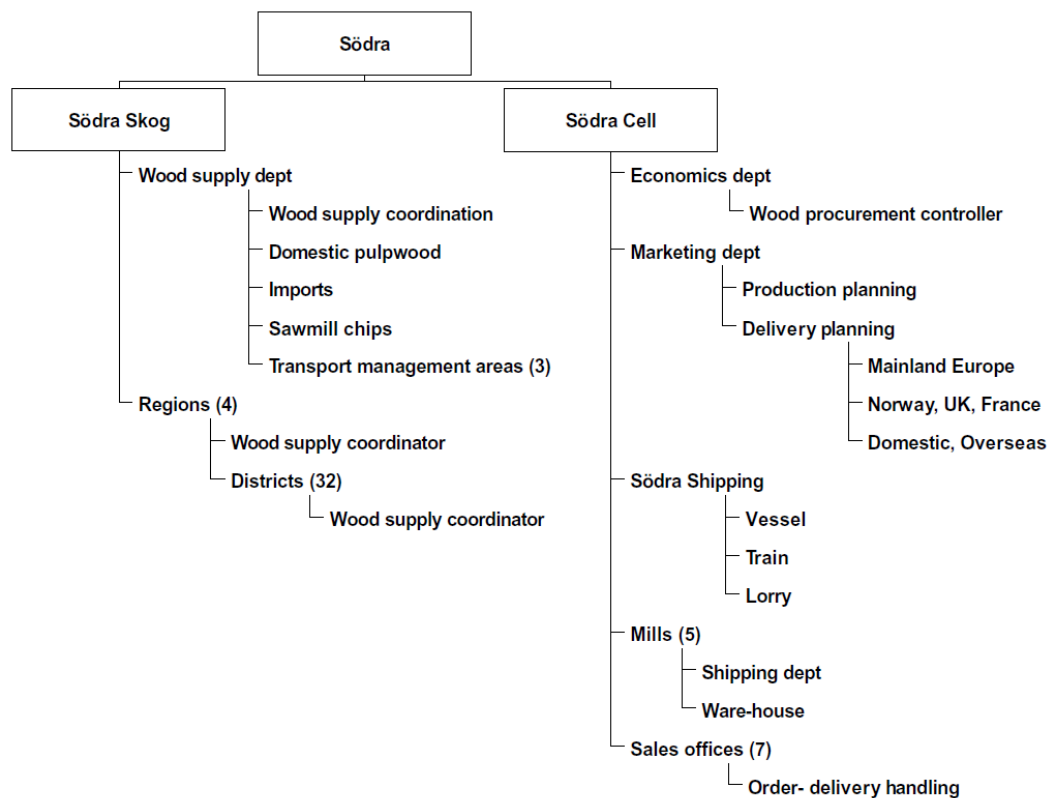 Södra
Södra Skog
Södra Cell
Wood supply dept
Wood supply coordination
Domestic pulpwood
Imports
Sawmill chips
Transport management areas (3)
Regions (4)
Wood supply coordinator
Districts (32)
Wood supply coordinator
Economics dept
Wood procurement controller
Marketing dept
Production planning
Delivery planning
Mainland Europe
Norway, UK, France
Domestic, Overseas
Södra Shipping
Vessel
Train
Lorry
Mills (5)
Shipping dept
Ware-house
Sales offices (7)
Order- delivery handling